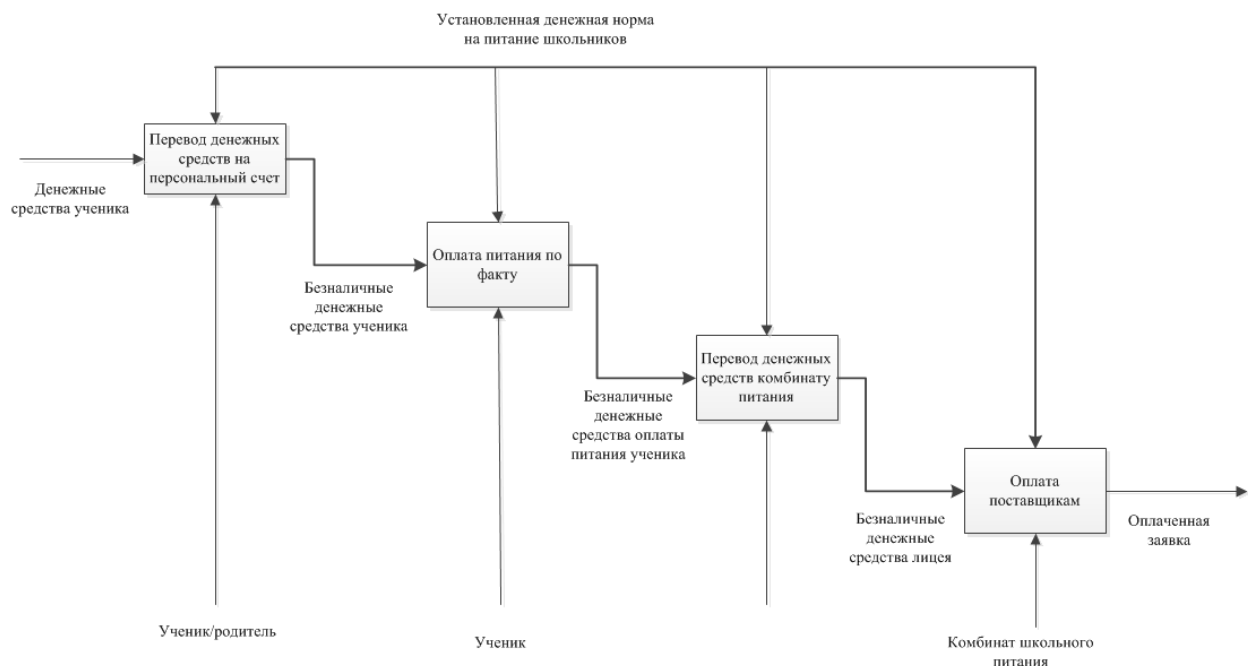 Установленная денежная норма
на питание школьников
Перевод денежных
средств на
персональный счет
Денежные
средства ученика
Оплата питания по
факту
Безналичные
денежные
средства ученика
Перевод денежных
средств комбинату
питания
Безналичные
денежные
средства оплаты
питания ученика
Оплата
поставщикам
Безналичные
денежные
средства лицея
Оплаченная
заявка
Ученик/родитель
Ученик
Комбинат школьного
питания